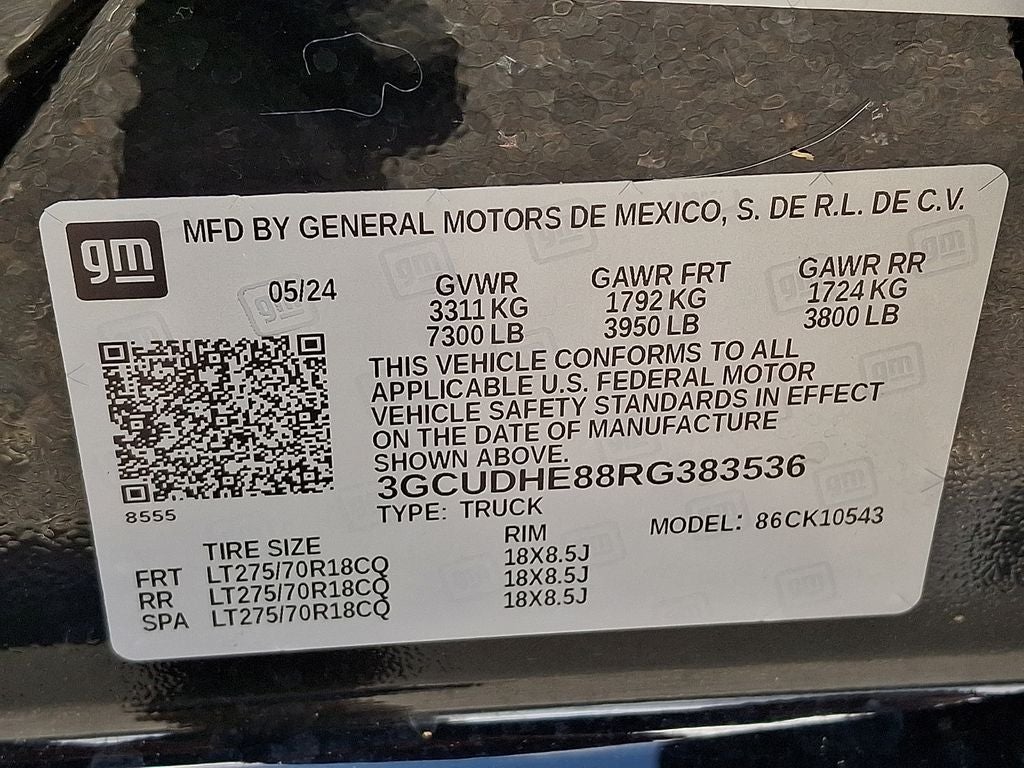 gm
MFD BY GENERAL MOTORS DE MEXICO, S. DE R.L. DE C.V.
05/24
GVWR
3311 KG
7300 LB
GAWR FRT
1792 KG
3950 LB
GAWR RR
1724 KG
3800 LB
THIS VEHICLE CONFORMS TO ALL
APPLICABLE U.S. FEDERAL MOTOR
VEHICLE SAFETY STANDARDS IN EFFECT
ON THE DATE OF MANUFACTURE
SHOWN ABOVE.
3GCUDHE88RG383536
8555
TYPE: TRUCK
MODEL: 86CK10543
TIRE SIZE RIM
FRT LT275/70R18CQ 18X8.5J
RR LT275/70R18CQ 18X8.5J
SPA LT275/70R18CQ 18X8.5J